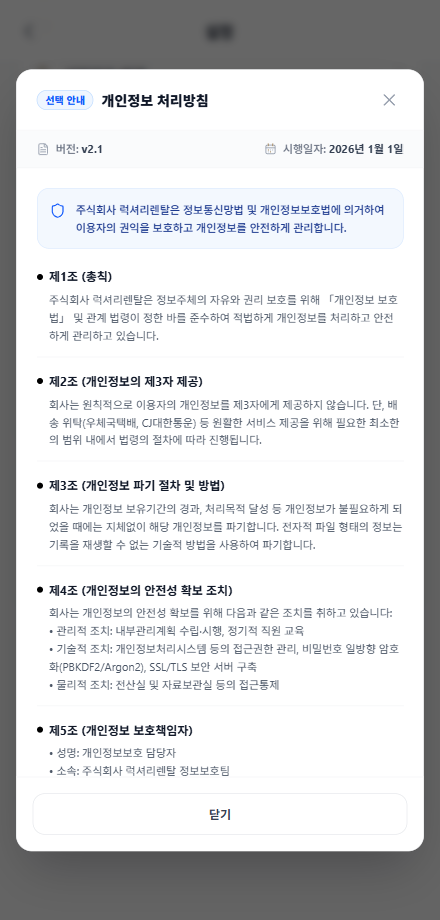 설정
선택 안내 개인정보 처리방침
버전: v2.1 시행일자: 2026년 1월 1일
주식회사 럭셔리렌탈은 정보통신망법 및 개인정보보호법에 의거하여
이용자의 권익을 보호하고 개인정보를 안전하게 관리합니다.
제1조 (총칙)
주식회사 럭셔리렌탈은 정보주체의 자유와 권리 보호를 위해 「개인정보 보호
법」 및 관계 법령이 정한 바를 준수하여 적법하게 개인정보를 처리하고 안전
하게 관리하고 있습니다.
제2조 (개인정보의 제3자 제공)
회사는 원칙적으로 이용자의 개인정보를 제3자에게 제공하지 않습니다. 단, 배
송 위탁(우체국택배, CJ대한통운) 등 원활한 서비스 제공을 위해 필요한 최소한
의 범위 내에서 법령의 절차에 따라 진행됩니다.
제3조 (개인정보 파기 절차 및 방법)
회사는 개인정보 보유기간의 경과, 처리목적 달성 등 개인정보가 불필요하게 되
었을 때에는 지체없이 해당 개인정보를 파기합니다. 전자적 파일 형태의 정보는
기록을 재생할 수 없는 기술적 방법을 사용하여 파기합니다.
제4조 (개인정보의 안전성 확보 조치)
회사는 개인정보의 안전성 확보를 위해 다음과 같은 조치를 취하고 있습니다:
• 관리적 조치: 내부관리계획 수립·시행, 정기적 직원 교육
• 기술적 조치: 개인정보처리시스템 등의 접근권한 관리, 비밀번호 일방향 암호
화(PBKDF2/Argon2), SSL/TLS 보안 서버 구축
• 물리적 조치: 전산실 및 자료보관실 등의 접근통제
제5조 (개인정보 보호책임자)
• 성명: 개인정보보호 담당자
• 소속: 주식회사 럭셔리렌탈 정보보호팀
닫기